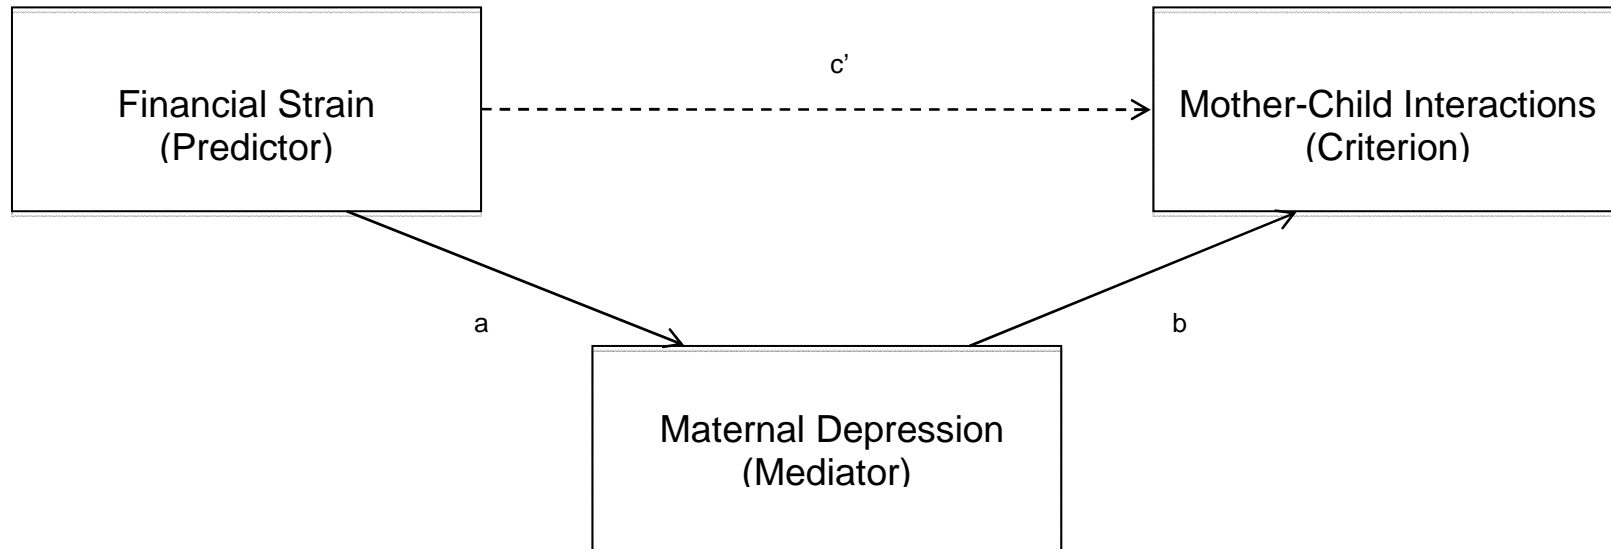 c’
Financial Strain
(Predictor)
Mother-Child Interactions
(Criterion)
a
b
Maternal Depression
(Mediator)